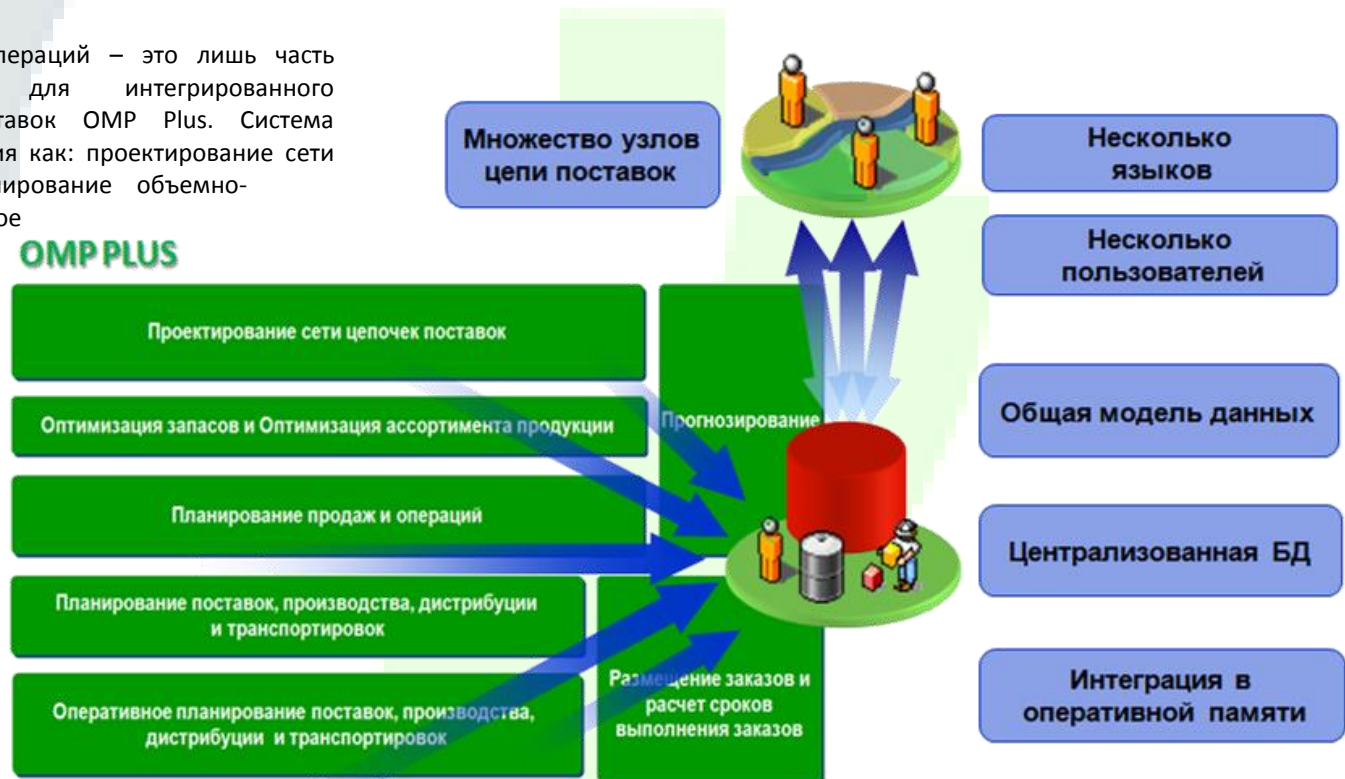 пераций – это лишь часть
для интегрированного
тавок OMP Plus. Система
ия как: проектирование сети
нирование объемно-
ое
OMP PLUS
Проектирование сети цепочек поставок
Оптимизация запасов и Оптимизация ассортимента продукции
Планирование продаж и операций
Планирование поставок, производства, дистрибуции
и транспортировок
Оперативное планирование поставок, производства,
дистрибуции и транспортировок
Прогнозирование
Размещение заказов и
расчет сроков
выполнения заказов
Множество узлов
цепи поставок
Несколько
языков
Несколько
пользователей
Общая модель данных
Централизованная БД
Интеграция в
оперативной памяти